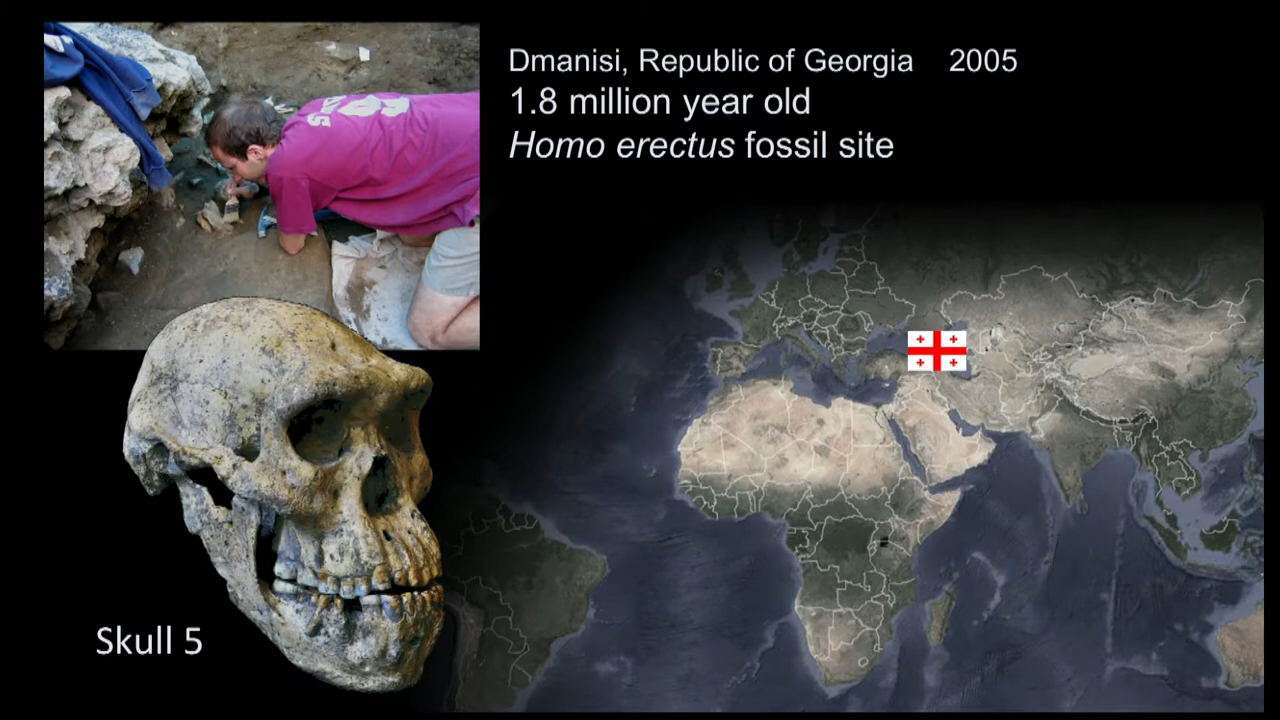 Dmanisi, Republic of Georgia 2005
1.8 million year old
Homo erectus fossil site
Skull 5